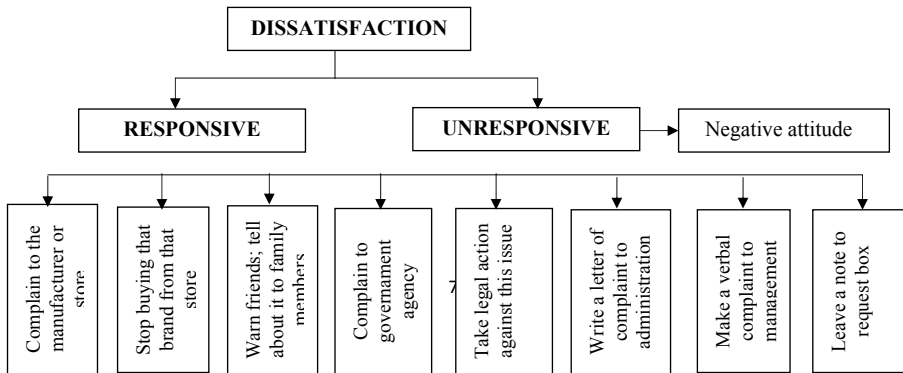 DISSATISFACTION
RESPONSIVE
UNRESPONSIVE
Negative attitude
Complain to the
manufacturer or
store
Stop buying that
brand from that
store
Warn friends; tell
about it to family
members
Complain to
governament
agency
7
Take legal action
against this issue
Write a letter of
complaint to
administration
Make a verbal
complaint to
management
Leave a note to
request box